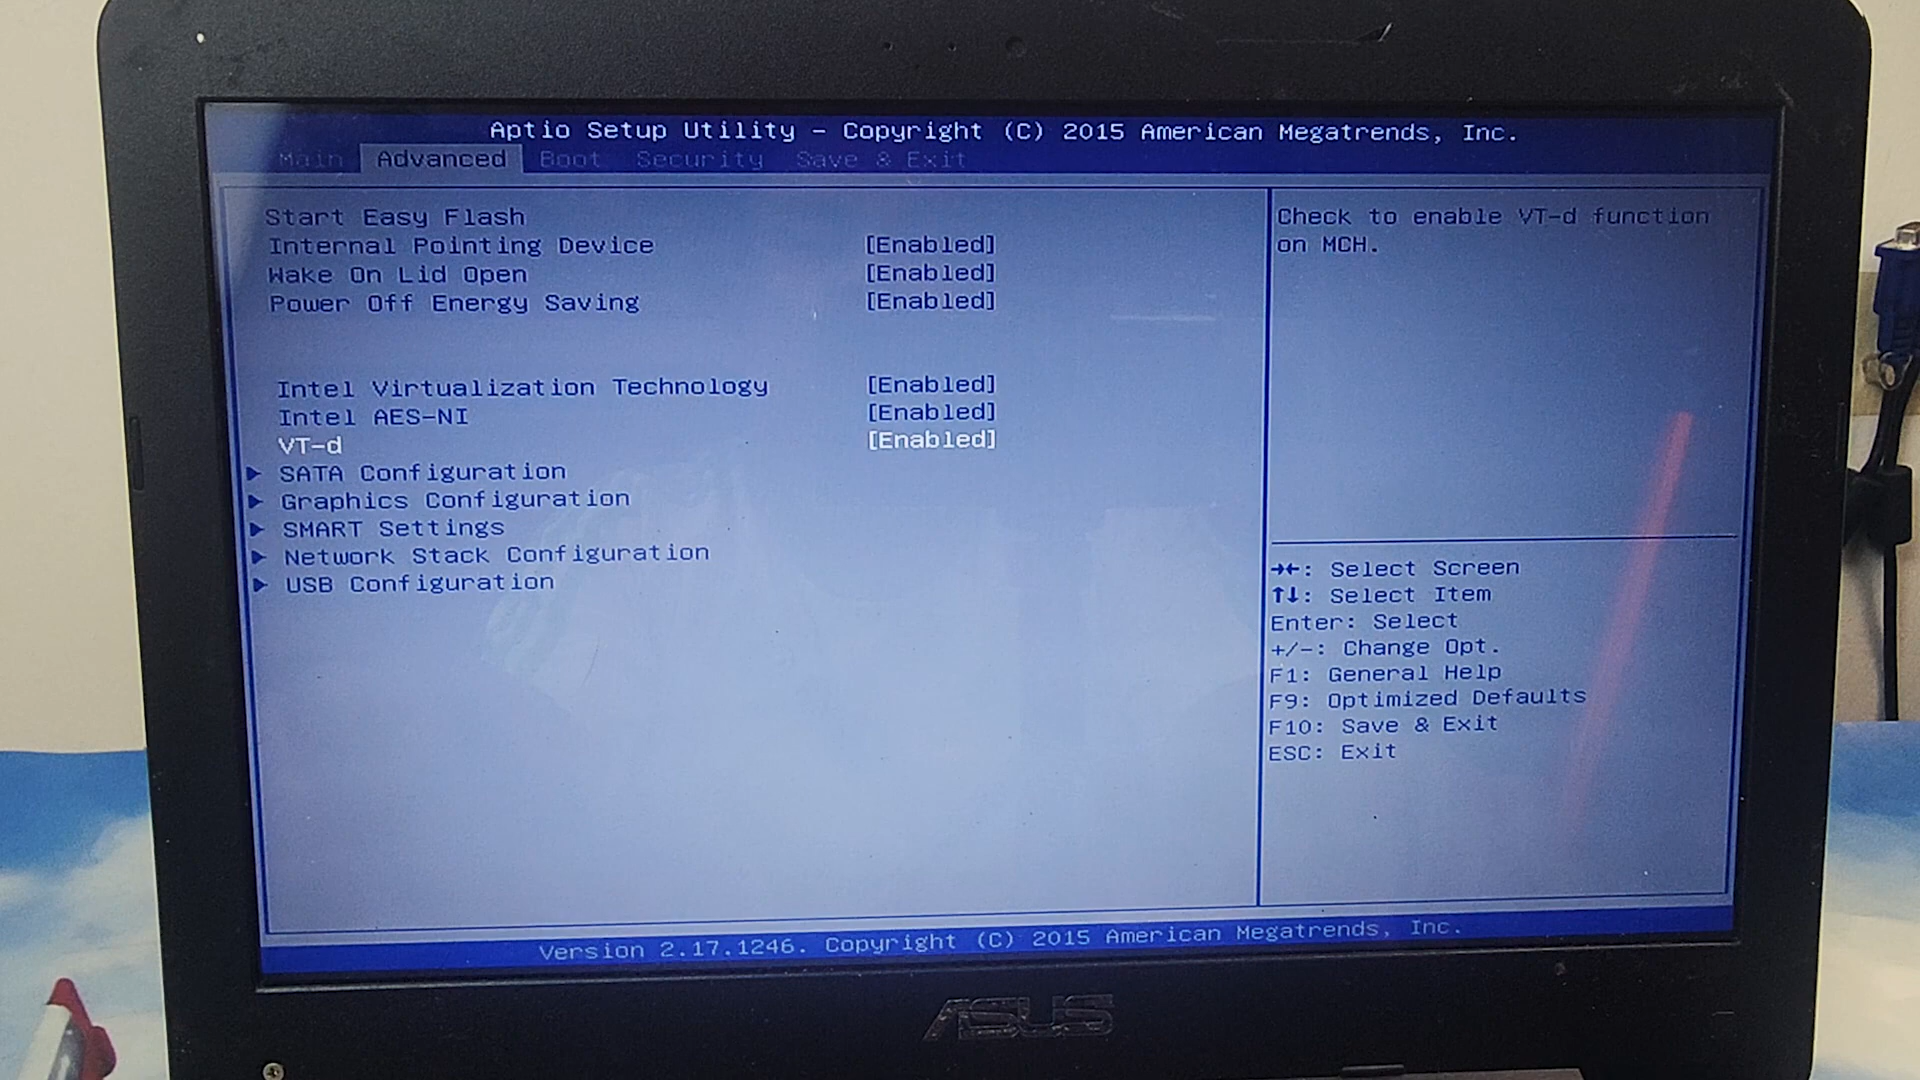 Aptio Setup Utility - Copyright (C) 2015 American Megatrends, Inc.
Main Advanced Boot Security Save & Exit
Start Easy Flash
Internal Pointing Device [Enabled]
Wake On Lid Open [Enabled]
Power Off Energy Saving [Enabled]
Intel Virtualization Technology [Enabled]
Intel AES-NI [Enabled]
VT-d [Enabled]
► SATA Configuration
► Graphics Configuration
► SMART Settings
► Network Stack Configuration
► USB Configuration
Check to enable VT-d function
on MCH.
→←: Select Screen
↑↓: Select Item
Enter: Select
+/-: Change Opt.
F1: General Help
F9: Optimized Defaults
F10: Save & Exit
ESC: Exit
Version 2.17.1246. Copyright (C) 2015 American Megatrends, Inc.
ASUS